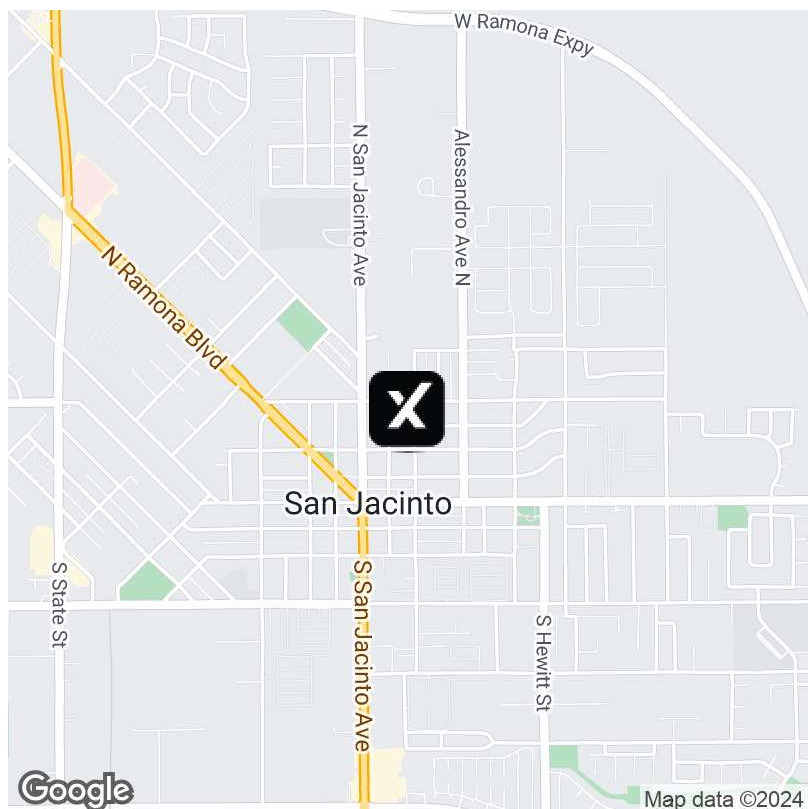 W Ramona Expy
N San Jacinto Ave
Alessandro Ave N
N Ramona Blvd
X
San Jacinto
S State St
S San Jacinto Ave
S Hewitt St
Google
Map data ©2024